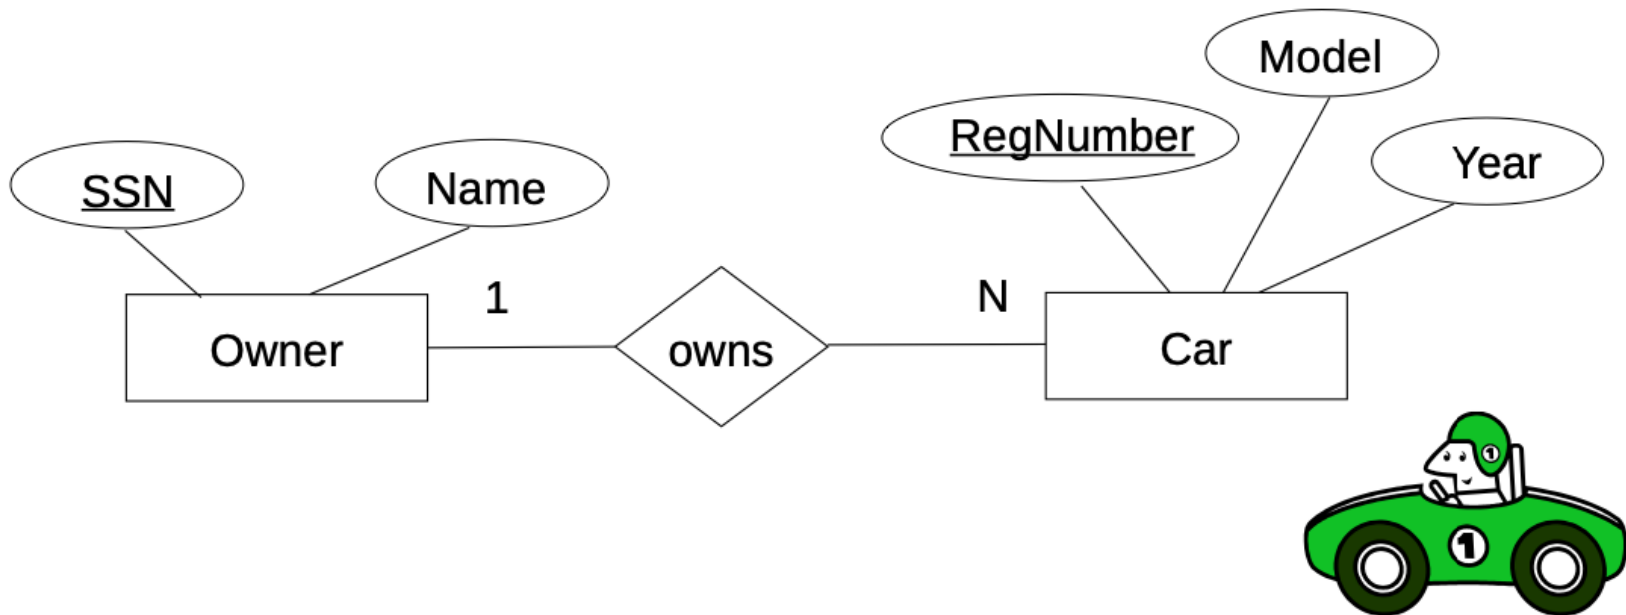 Model
RegNumber
Year
SSN
Name
1
N
Owner
owns
Car
1
1